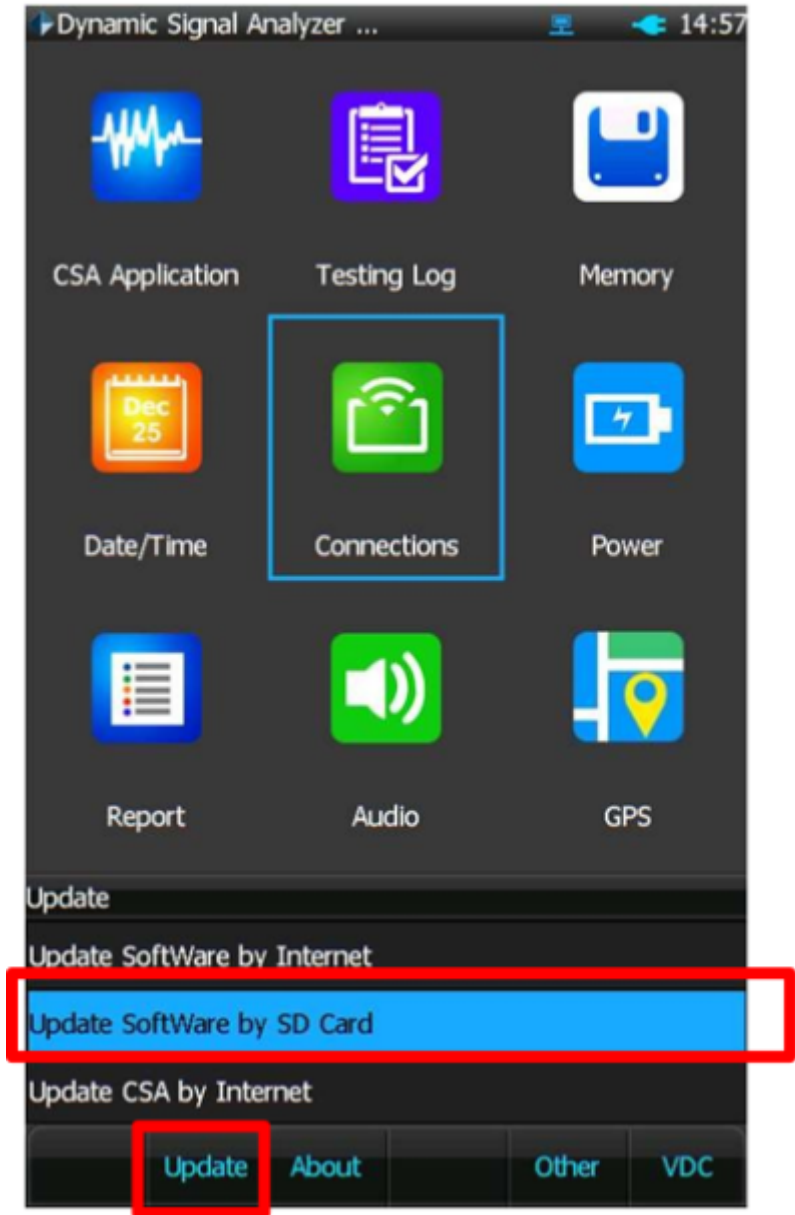 Dynamic Signal Analyzer ... 14:57
CSA Application Testing Log Memory
Dec
25
Date/Time Connections Power
Report Audio GPS
Update
Update SoftWare by Internet
Update SoftWare by SD Card
Update CSA by Internet
Update About Other VDC